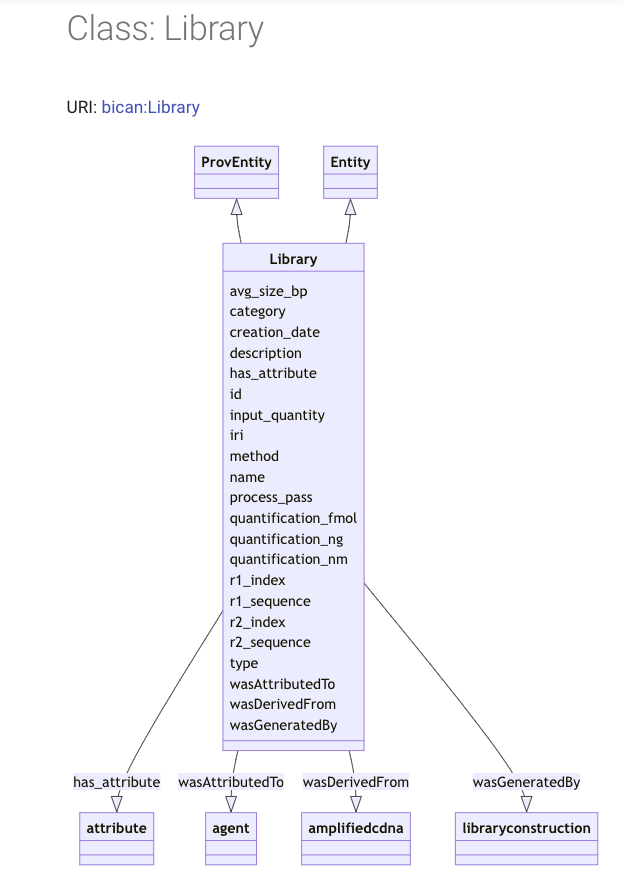 Class: Library
URI: bican:Library
ProvEntity
Entity
Library
avg_size_bp
category
creation_date
description
has_attribute
id
input_quantity
iri
method
name
process_pass
quantification_fmol
quantification_ng
quantification_nm
r1_index
r1_sequence
r2_index
r2_sequence
type
wasAttributedTo
wasDerivedFrom
wasGeneratedBy
has_attribute
wasAttributedTo
wasDerivedFrom
wasGeneratedBy
attribute
agent
amplifiedcdna
libraryconstruction